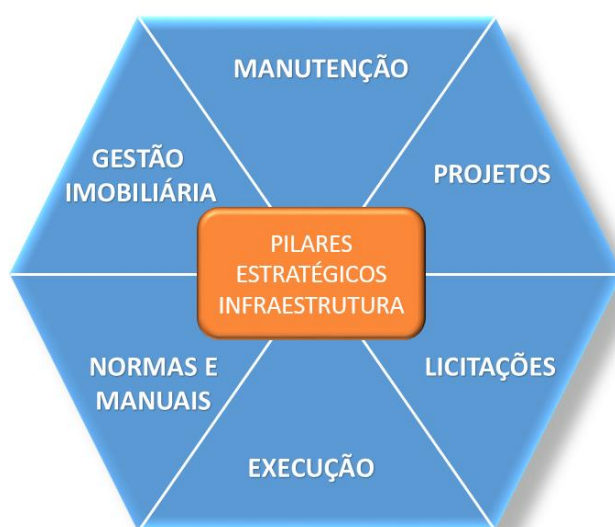 MANUTENÇÃO
GESTÃO
IMOBILIÁRIA
PROJETOS
PILARES
ESTRATÉGICOS
INFRAESTRUTURA
NORMAS E
MANUAIS
LICITAÇÕES
EXECUÇÃO